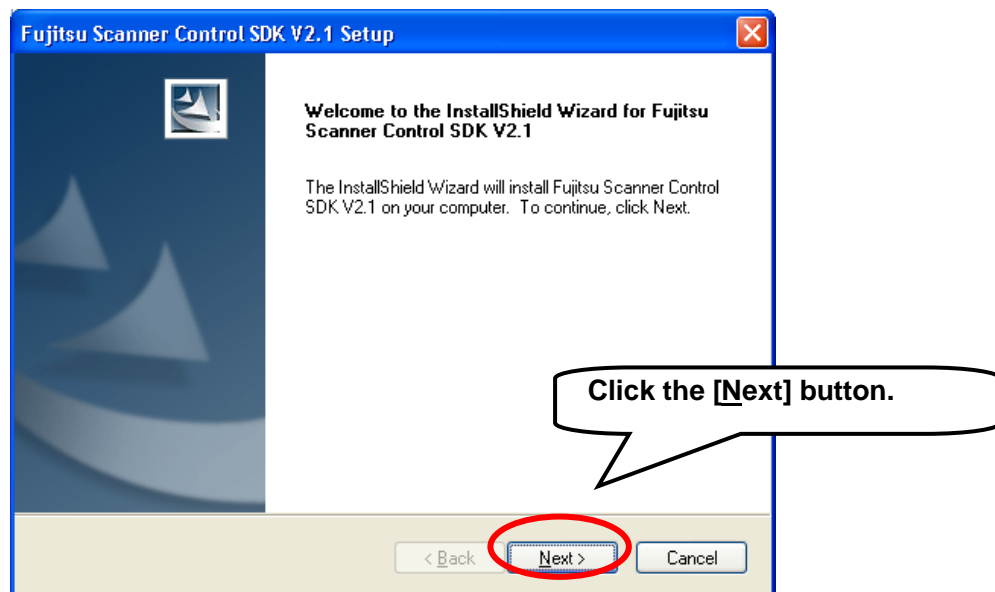 Fujitsu Scanner Control SDK V2.1 Setup
Welcome to the InstallShield Wizard for Fujitsu
Scanner Control SDK V2.1
The InstallShield Wizard will install Fujitsu Scanner Control
SDK V2.1 on your computer. To continue, click Next.
Click the [Next] button.
< Back
Next >
Cancel